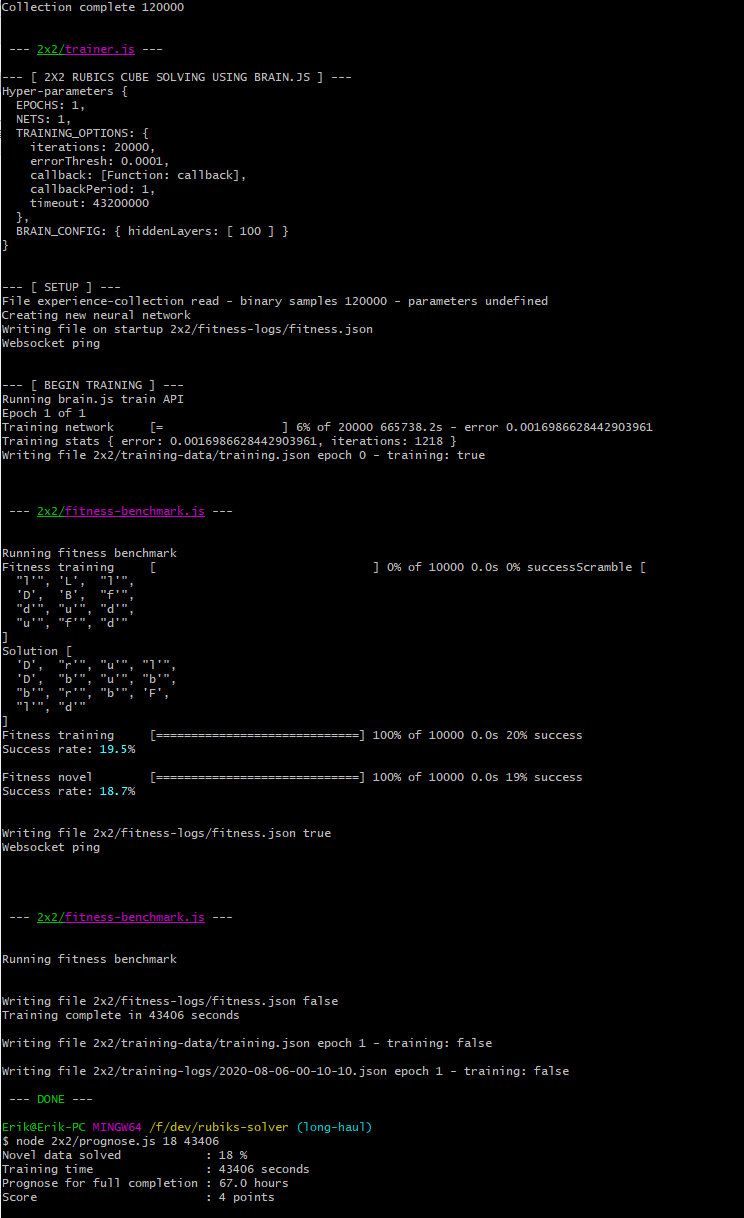 Collection complete 120000
--- 2x2/trainer.js ---
--- [ 2X2 RUBICS CUBE SOLVING USING BRAIN.JS ] ---
Hyper-parameters {
  EPOCHS: 1,
  NETS: 1,
  TRAINING_OPTIONS: {
    iterations: 20000,
    errorThresh: 0.0001,
    callback: [Function: callback],
    callbackPeriod: 1,
    timeout: 43200000
  },
  BRAIN_CONFIG: { hiddenLayers: [ 100 ] }
}
--- [ SETUP ] ---
File experience-collection read - binary samples 120000 - parameters undefined
Creating new neural network
Writing file on startup 2x2/fitness-logs/fitness.json
Websocket ping
--- [ BEGIN TRAINING ] ---
Running brain.js train API
Epoch 1 of 1
Training network     [=                 ] 6% of 20000 665738.2s - error 0.0016986628442903961
Training stats { error: 0.0016986628442903961, iterations: 1218 }
Writing file 2x2/training-data/training.json epoch 0 - training: true
--- 2x2/fitness-benchmark.js ---
Running fitness benchmark
Fitness training     [                               ] 0% of 10000 0.0s 0% successScramble [
  "l'", 'L',  "l'",
  'D',  'B',  "f'",
  "d'", "u'", "d'",
  "u'", "f'", "d'"
]
Solution [
  'D',  "r'", "u'", "l'",
  'D',  "b'", "u'", "b'",
  "b'", "r'", "b'", 'F',
  "l'", "d'"
]
Fitness training     [=============================] 100% of 10000 0.0s 20% success
Success rate: 19.5%
Fitness novel        [=============================] 100% of 10000 0.0s 19% success
Success rate: 18.7%
Writing file 2x2/fitness-logs/fitness.json true
Websocket ping
--- 2x2/fitness-benchmark.js ---
Running fitness benchmark
Writing file 2x2/fitness-logs/fitness.json false
Training complete in 43406 seconds
Writing file 2x2/training-data/training.json epoch 1 - training: false
Writing file 2x2/training-logs/2020-08-06-00-10-10.json epoch 1 - training: false
--- DONE ---
Erik@Erik-PC MINGW64 /f/dev/rubiks-solver (long-haul)
$ node 2x2/prognose.js 18 43406
Novel data solved            : 18 %
Training time                : 43406 seconds
Prognose for full completion : 67.0 hours
Score                        : 4 points